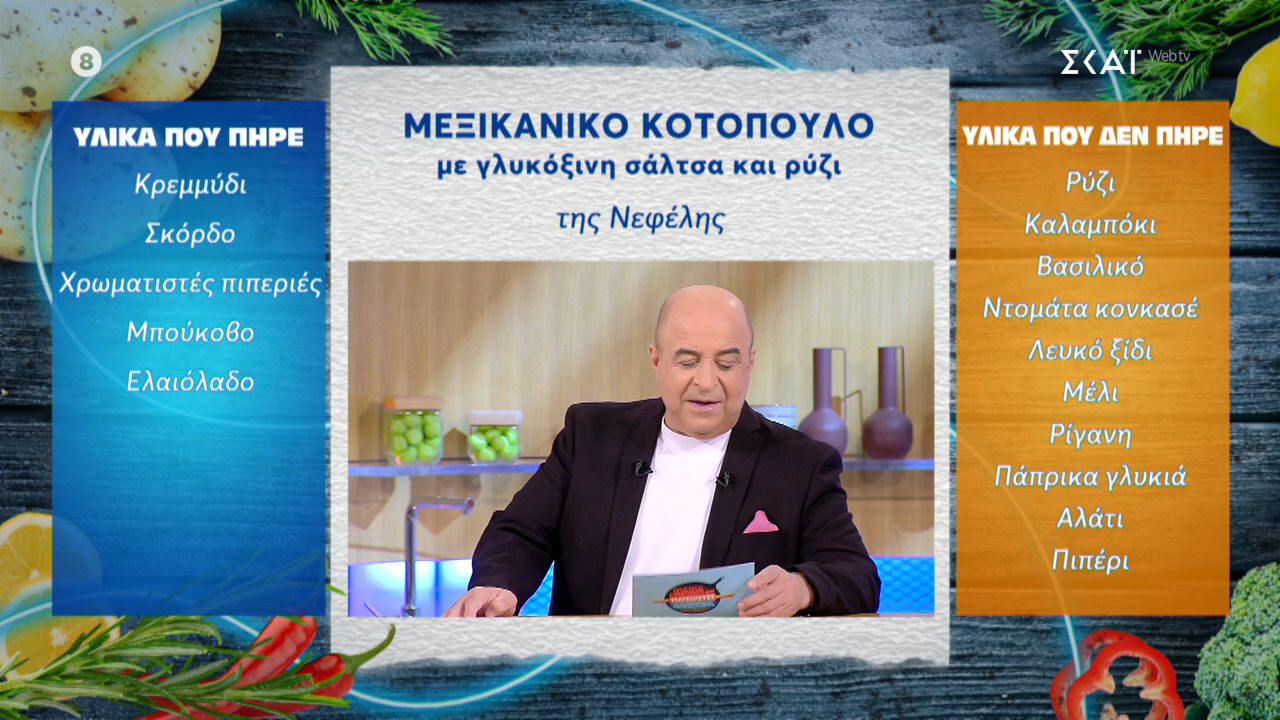 8
ΣΚΑΪ Webtv
ΥΛΙΚΑ ΠΟΥ ΠΗΡΕ
Κρεμμύδι
Σκόρδο
Χρωματιστές πιπεριές
Μπούκοβο
Ελαιόλαδο
ΜΕΞΙΚΑΝΙΚΟ ΚΟΤΟΠΟΥΛΟ
με γλυκόξινη σάλτσα και ρύζι
της Νεφέλης
ΥΛΙΚΑ ΠΟΥ ΔΕΝ ΠΗΡΕ
Ρύζι
Καλαμπόκι
Βασιλικό
Ντομάτα κονκασέ
Λευκό ξίδι
Μέλι
Ρίγανη
Πάπρικα γλυκιά
Αλάτι
Πιπέρι